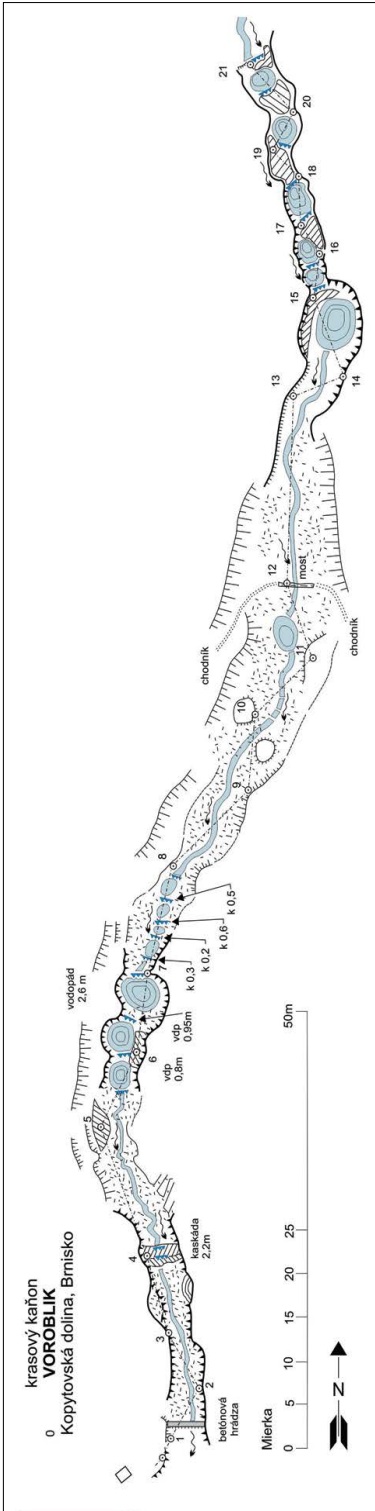 krasový kaňon
0
VOROBLIK
Kopytovská dolina, Brnisko
1
betónová
hrádza
2
3
4
kaskáda
2,2m
5
6
vdp
0,8m
vdp
0,95m
vodopád
2,6 m
7
k 0,3
k 0,2
k 0,6
k 0,5
8
9
10
11
chodník
12
most
chodník
13
14
15
16
17
18
19
20
21
Mierka
0
5
10
15
20
25
50m
N